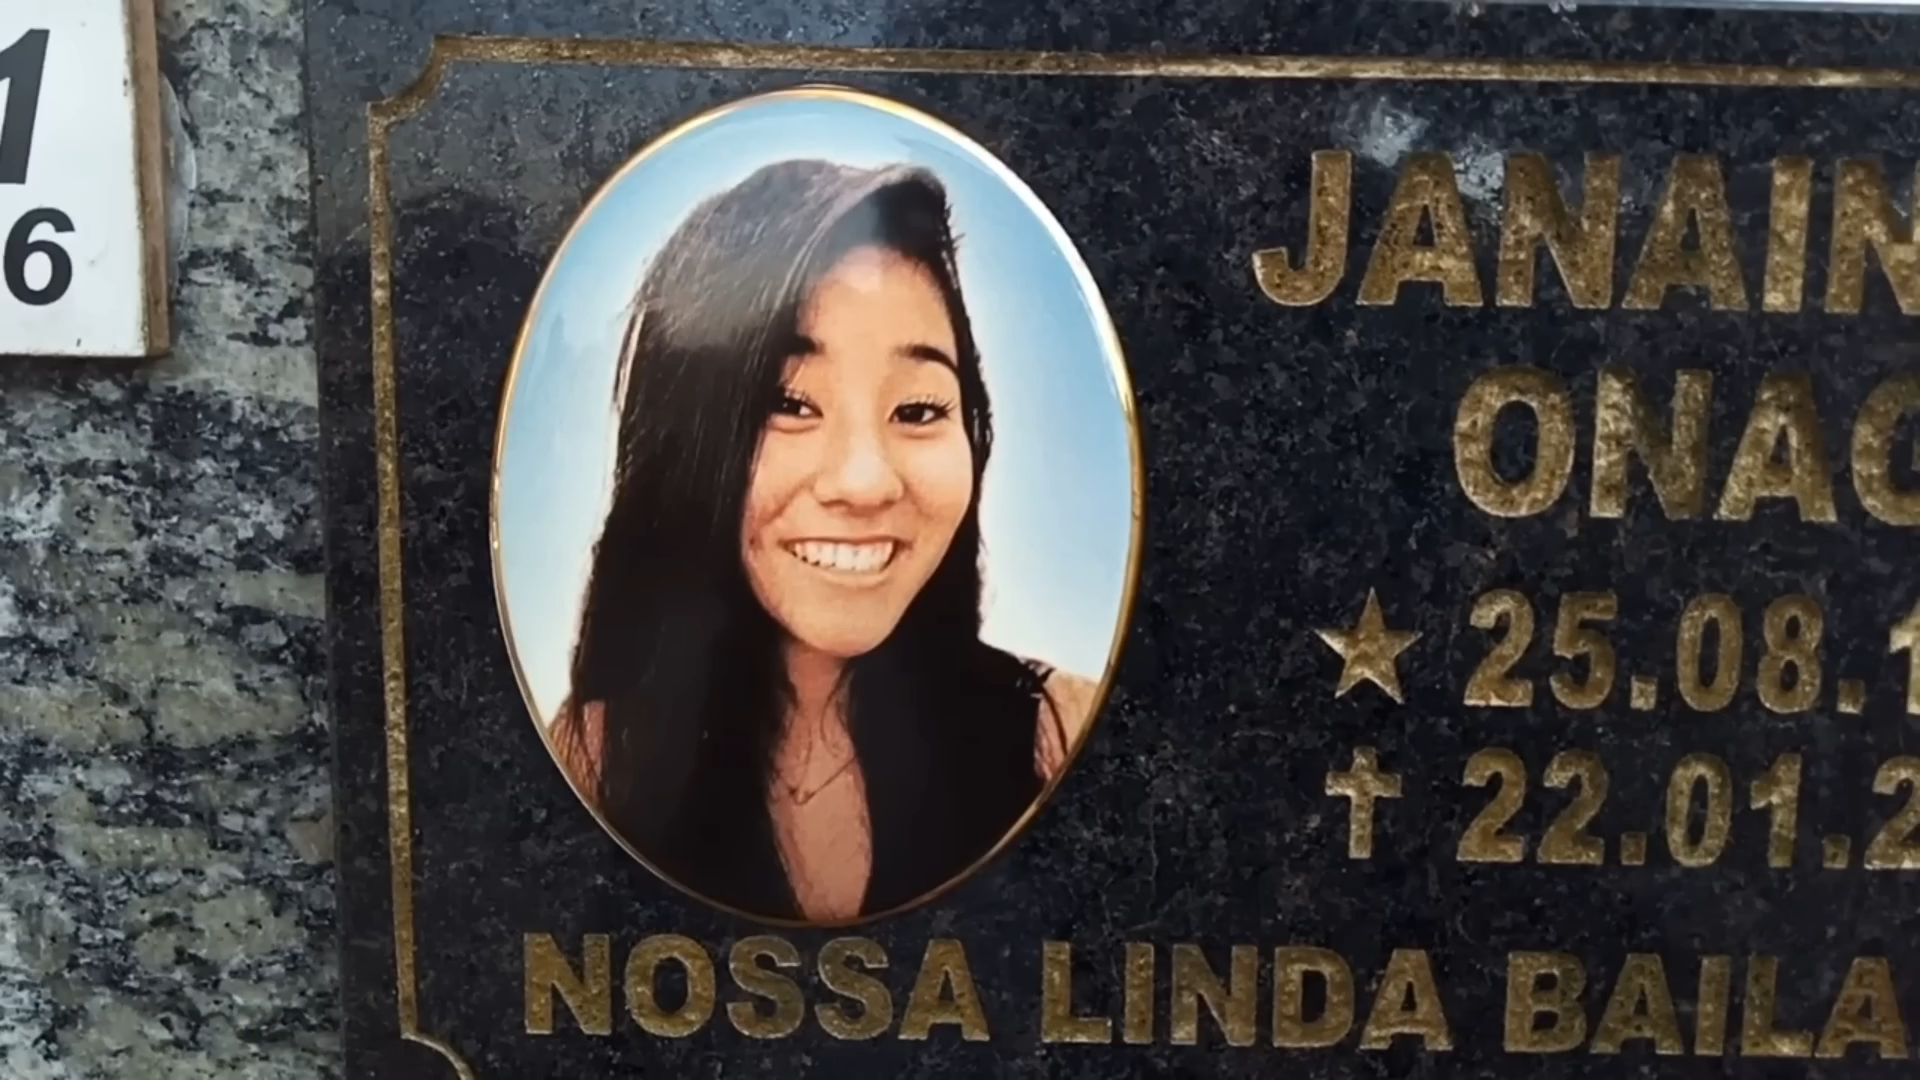 1
6
JANAIN
ONAG
★ 25.08.1
✝ 22.01.2
NOSSA LINDA BAILA